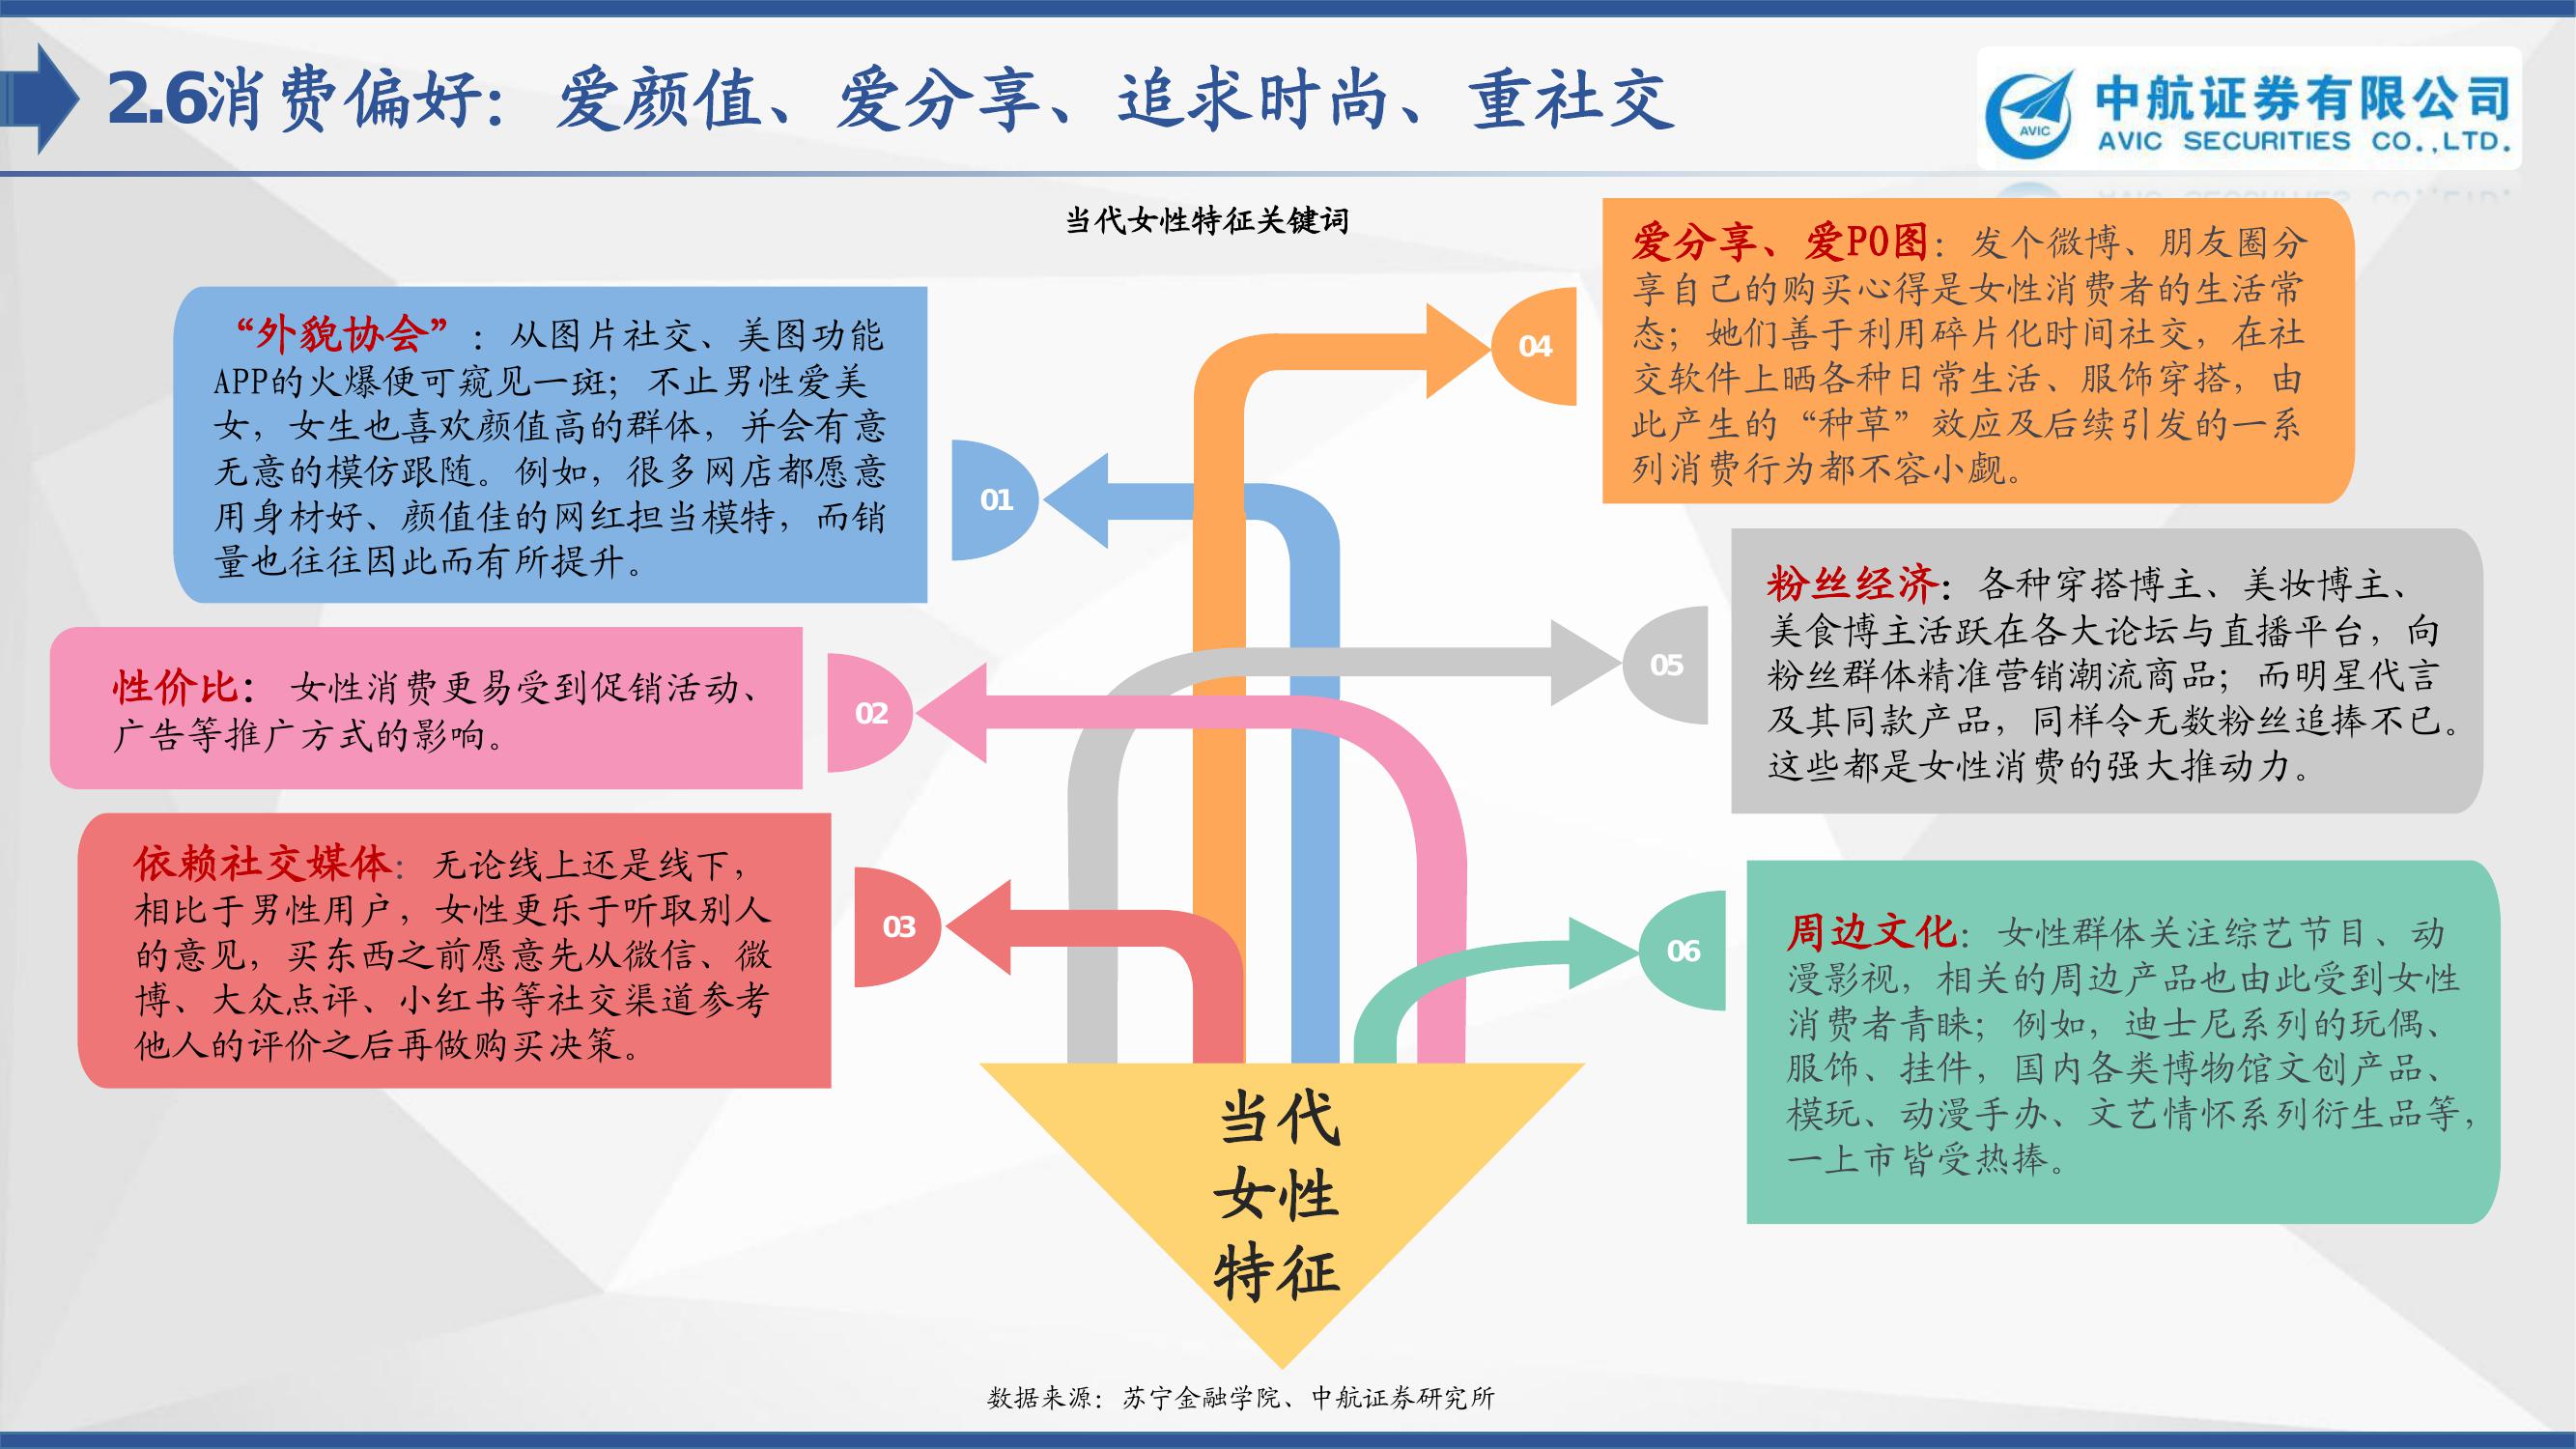 2.6消费偏好：爱颜值、爱分享、追求时尚、重社交
中航证券有限公司
AVIC SECURITIES CO.,LTD.
AVIC
当代女性特征关键词
“外貌协会”：从图片社交、美图功能
APP的火爆便可窥见一斑；不止男性爱美
女，女生也喜欢颜值高的群体，并会有意
无意的模仿跟随。例如，很多网店都愿意
用身材好、颜值佳的网红担当模特，而销
量也往往因此而有所提升。
01
性价比：女性消费更易受到促销活动、
广告等推广方式的影响。
02
依赖社交媒体：无论线上还是线下，
相比于男性用户，女性更乐于听取别人
的意见，买东西之前愿意先从微信、微
博、大众点评、小红书等社交渠道参考
他人的评价之后再做购买决策。
03
爱分享、爱PO图：发个微博、朋友圈分
享自己的购买心得是女性消费者的生活常
态；她们善于利用碎片化时间社交，在社
交软件上晒各种日常生活、服饰穿搭，由
此产生的“种草”效应及后续引发的一系
列消费行为都不容小觑。
04
粉丝经济：各种穿搭博主、美妆博主、
美食博主活跃在各大论坛与直播平台，向
粉丝群体精准营销潮流商品；而明星代言
及其同款产品，同样令无数粉丝追捧不已。
这些都是女性消费的强大推动力。
05
周边文化：女性群体关注综艺节目、动
漫影视，相关的周边产品也由此受到女性
消费者青睐；例如，迪士尼系列的玩偶、
服饰、挂件，国内各类博物馆文创产品、
模玩、动漫手办、文艺情怀系列衍生品等，
一上市皆受热捧。
06
当代
女性
特征
数据来源：苏宁金融学院、中航证券研究所